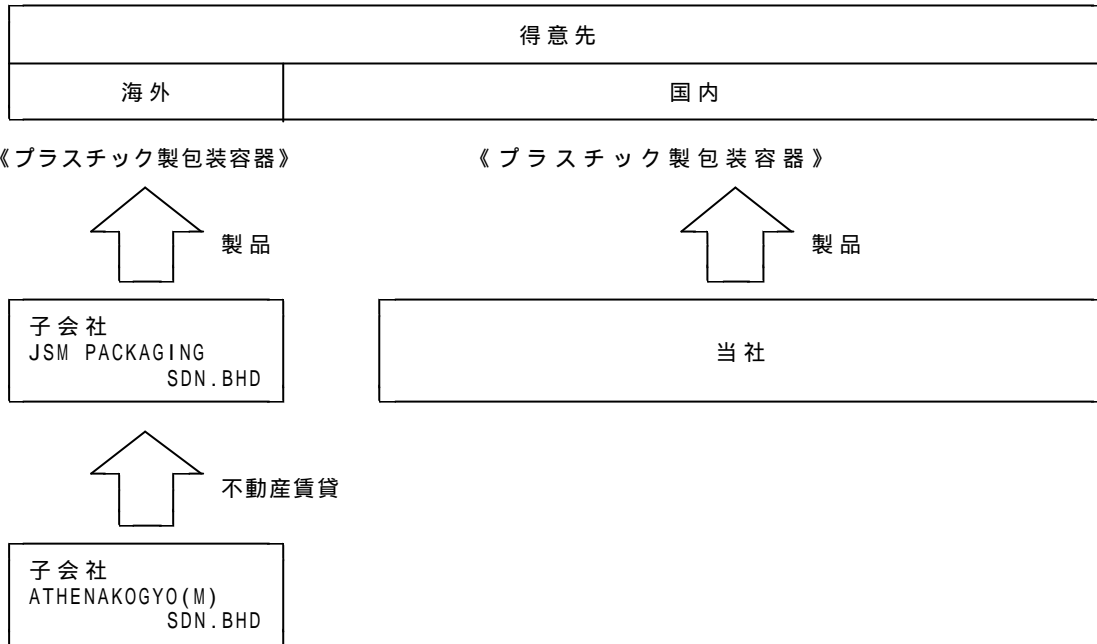 得意先
海外
国内
《プラスチック製包装容器》
《プラスチック製包装容器》
製品
製品
子会社
JSM PACKAGING
SDN.BHD
当社
不動産賃貸
子会社
ATHENAKOGYO(M)
SDN.BHD